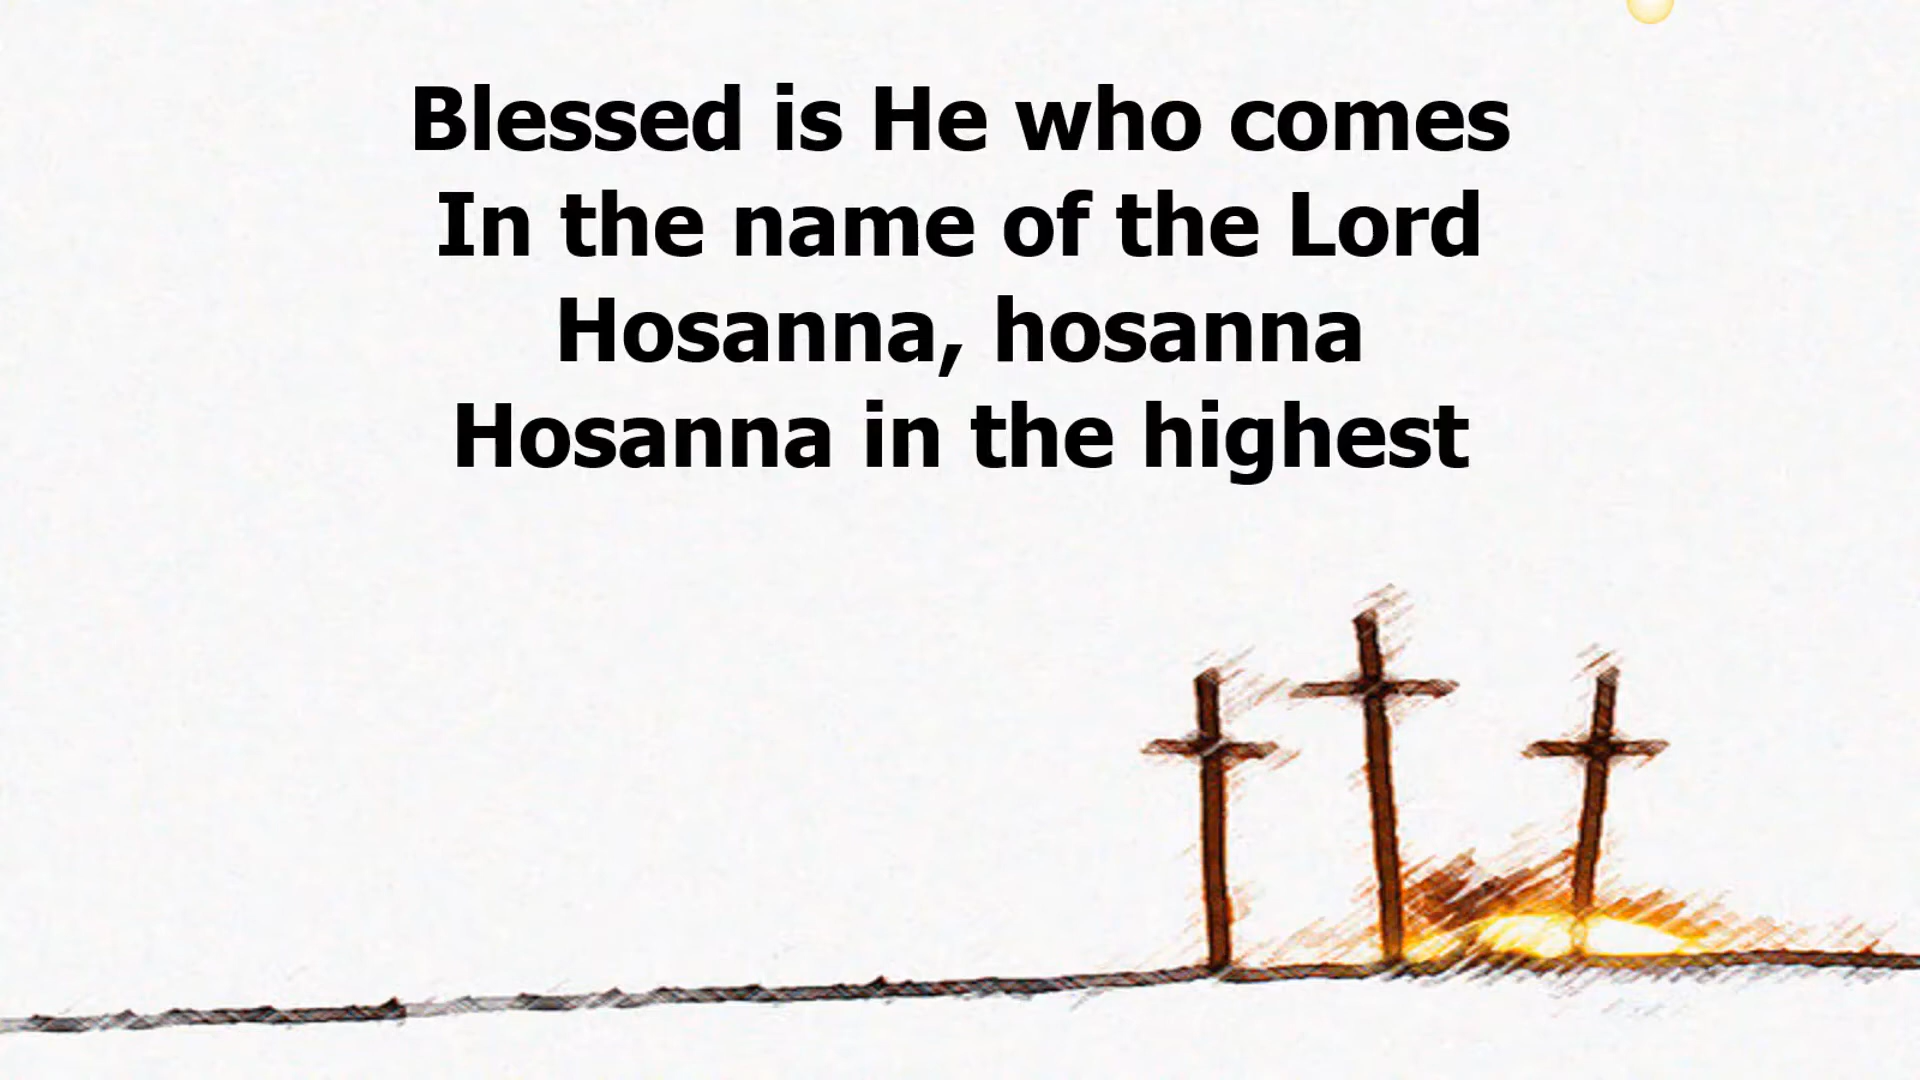 Blessed is He who comes
In the name of the Lord
Hosanna, hosanna
Hosanna in the highest